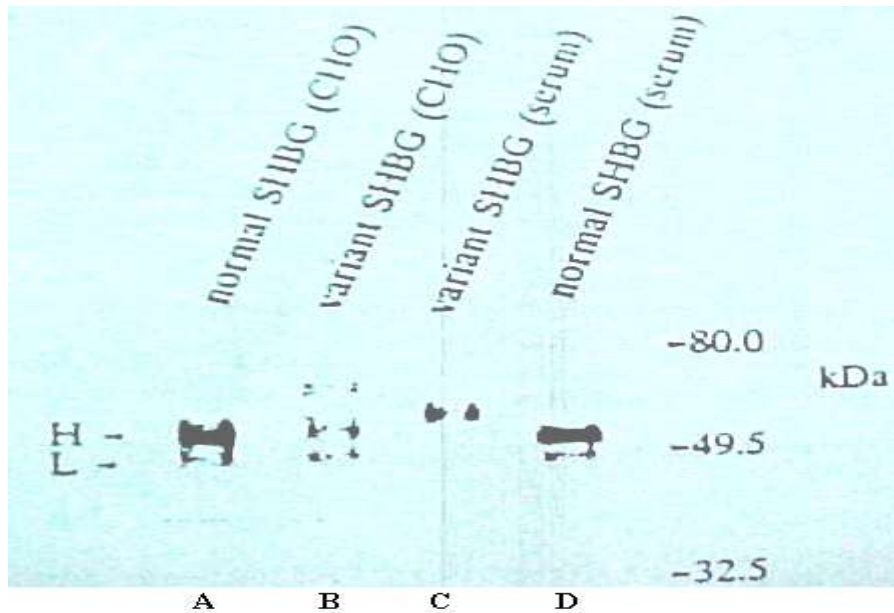 normal SHBG (CHO)
variant SHBG (CHO)
variant SHBG (serum)
normal SHBG (serum)
-80.0
kDa
H -
-49.5
L -
-32.5
A B C D